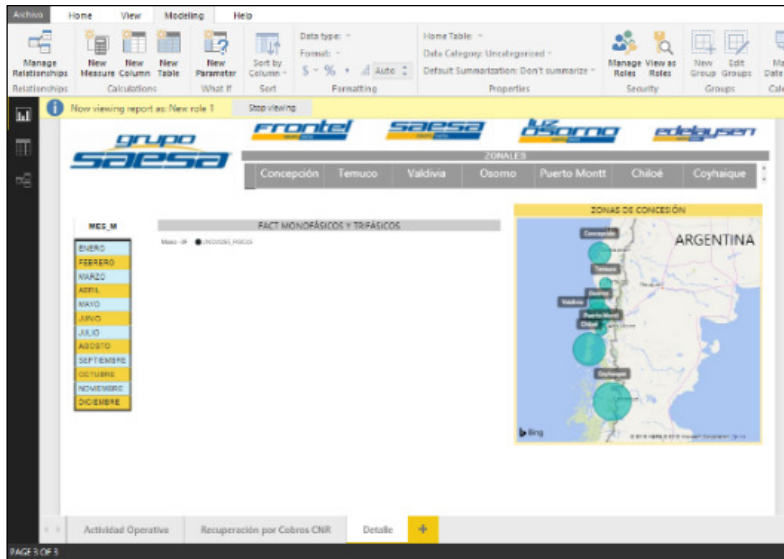 Archivo Home View Modeling Help
Manage Relationships
New Measure
New Column
New Table
New Parameter
Sort by Column
Data type:
Format:
$ % Auto
Home Table:
Data Category: Uncategorized
Default Summarization: Don't summarize
Manage Roles
View as Roles
New Group
Edit Groups
Relationships Calculations What If Sort Formatting Properties Security Groups
Now viewing report as: New role 1 Stop viewing
grupo saesa
frontel saesa luz osorno edelaysen
ZONALES
Concepción Temuco Valdivia Osorno Puerto Montt Chiloé Coyhaique
MES_M
FACT MONOFÁSICOS Y TRIFÁSICOS
ZONAS DE CONCESIÓN
UNIDADES_FISICOS
ENERO
FEBRERO
MARZO
ABRIL
MAYO
JUNIO
JULIO
AGOSTO
SEPTIEMBRE
OCTUBRE
NOVIEMBRE
DICIEMBRE
ARGENTINA
Concepción
Temuco
Osorno
Valdivia
Puerto Montt
Chiloé
Coyhaique
Bing
Actividad Operativa Recuperación por Cobros CNR Detalle +
PAGE 3 OF 3